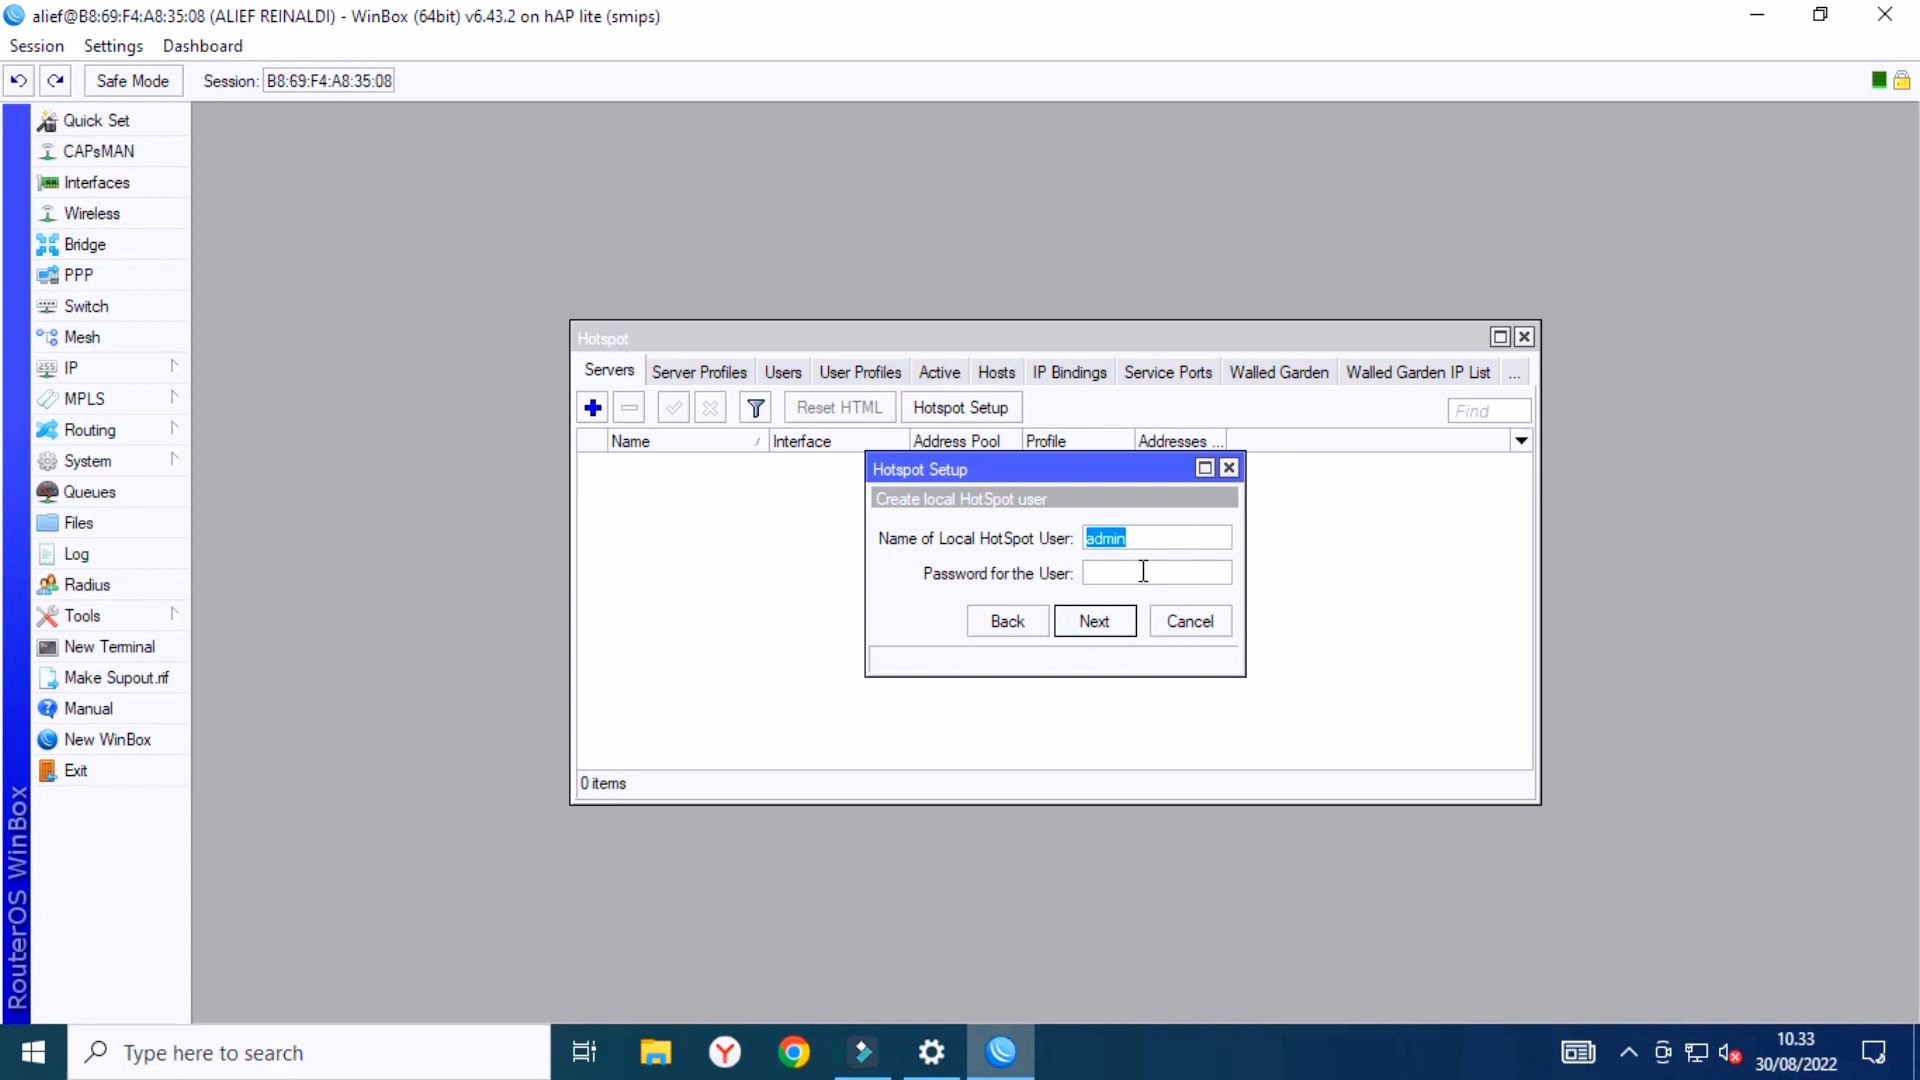 alief@B8:69:F4:A8:35:08 (ALIEF REINALDI) - WinBox (64bit) v6.43.2 on hAP lite (smips)
Session Settings Dashboard
Safe Mode Session: B8:69:F4:A8:35:08
Quick Set
CAPsMAN
Interfaces
Wireless
Bridge
PPP
Switch
Mesh
IP
MPLS
Routing
System
Queues
Files
Log
Radius
Tools
New Terminal
Make Supout.rif
Manual
New WinBox
Exit
RouterOS WinBox
Hotspot
Servers Server Profiles Users User Profiles Active Hosts IP Bindings Service Ports Walled Garden Walled Garden IP List ...
Reset HTML Hotspot Setup Find
Name Interface Address Pool Profile Addresses ...
Hotspot Setup
Create local HotSpot user
Name of Local HotSpot User: admin
Password for the User:
Back Next Cancel
0 items
Type here to search
10.33
30/08/2022